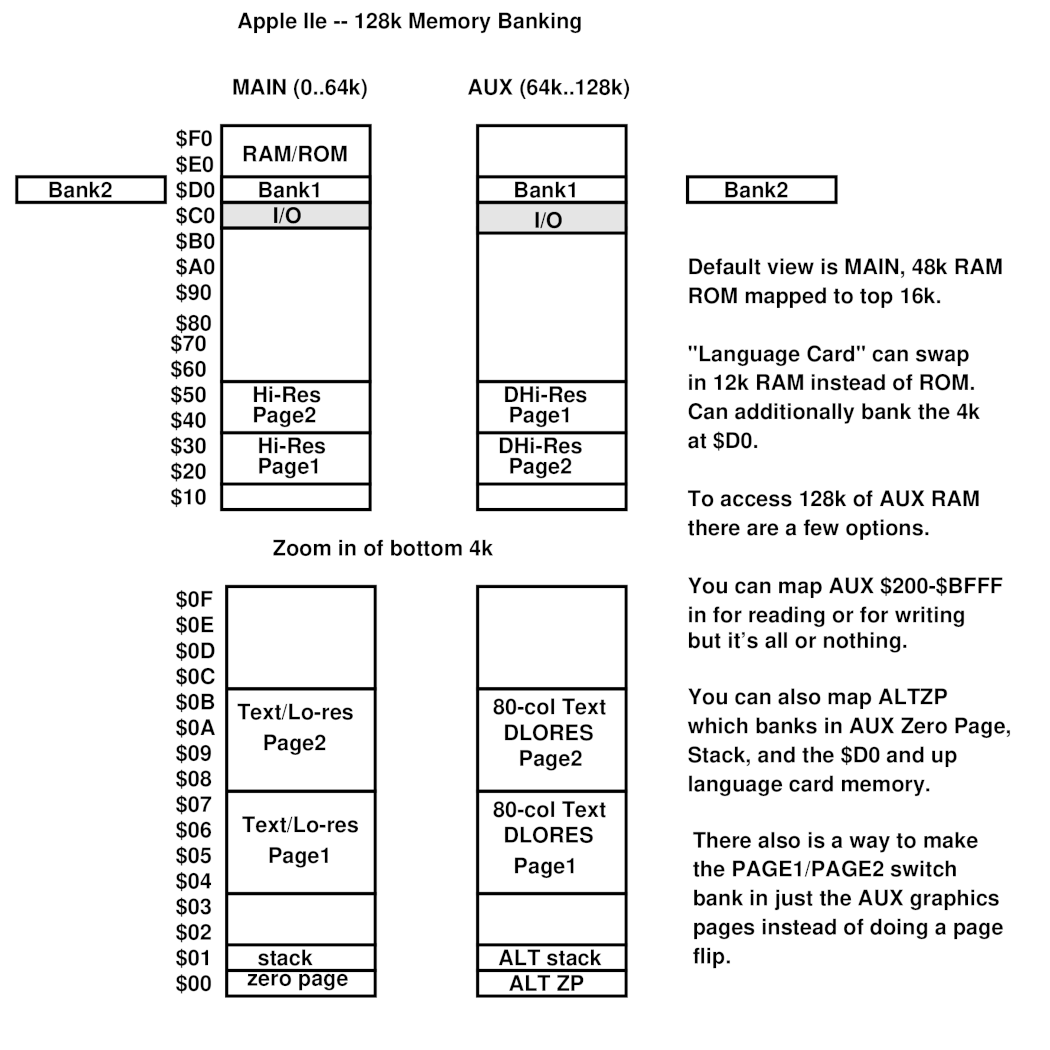 Apple IIe -- 128k Memory Banking
MAIN (0..64k)
AUX (64k..128k)
$F0
$E0
RAM/ROM
Bank2
$D0
Bank1
Bank1
Bank2
$C0
I/O
I/O
$B0
$A0
$90
$80
$70
$60
$50
Hi-Res
Page2
DHi-Res
Page1
$40
$30
Hi-Res
Page1
DHi-Res
Page2
$20
$10
Zoom in of bottom 4k
$0F
$0E
$0D
$0C
$0B
Text/Lo-res
Page2
80-col Text
DLORES
Page2
$0A
$09
$08
$07
Text/Lo-res
Page1
80-col Text
DLORES
Page1
$06
$05
$04
$03
$02
$01
stack
ALT stack
$00
zero page
ALT ZP
Default view is MAIN, 48k RAM
ROM mapped to top 16k.
"Language Card" can swap
in 12k RAM instead of ROM.
Can additionally bank the 4k
at $D0.
To access 128k of AUX RAM
there are a few options.
You can map AUX $200-$BFFF
in for reading or for writing
but it's all or nothing.
You can also map ALTZP
which banks in AUX Zero Page,
Stack, and the $D0 and up
language card memory.
There also is a way to make
the PAGE1/PAGE2 switch
bank in just the AUX graphics
pages instead of doing a page
flip.